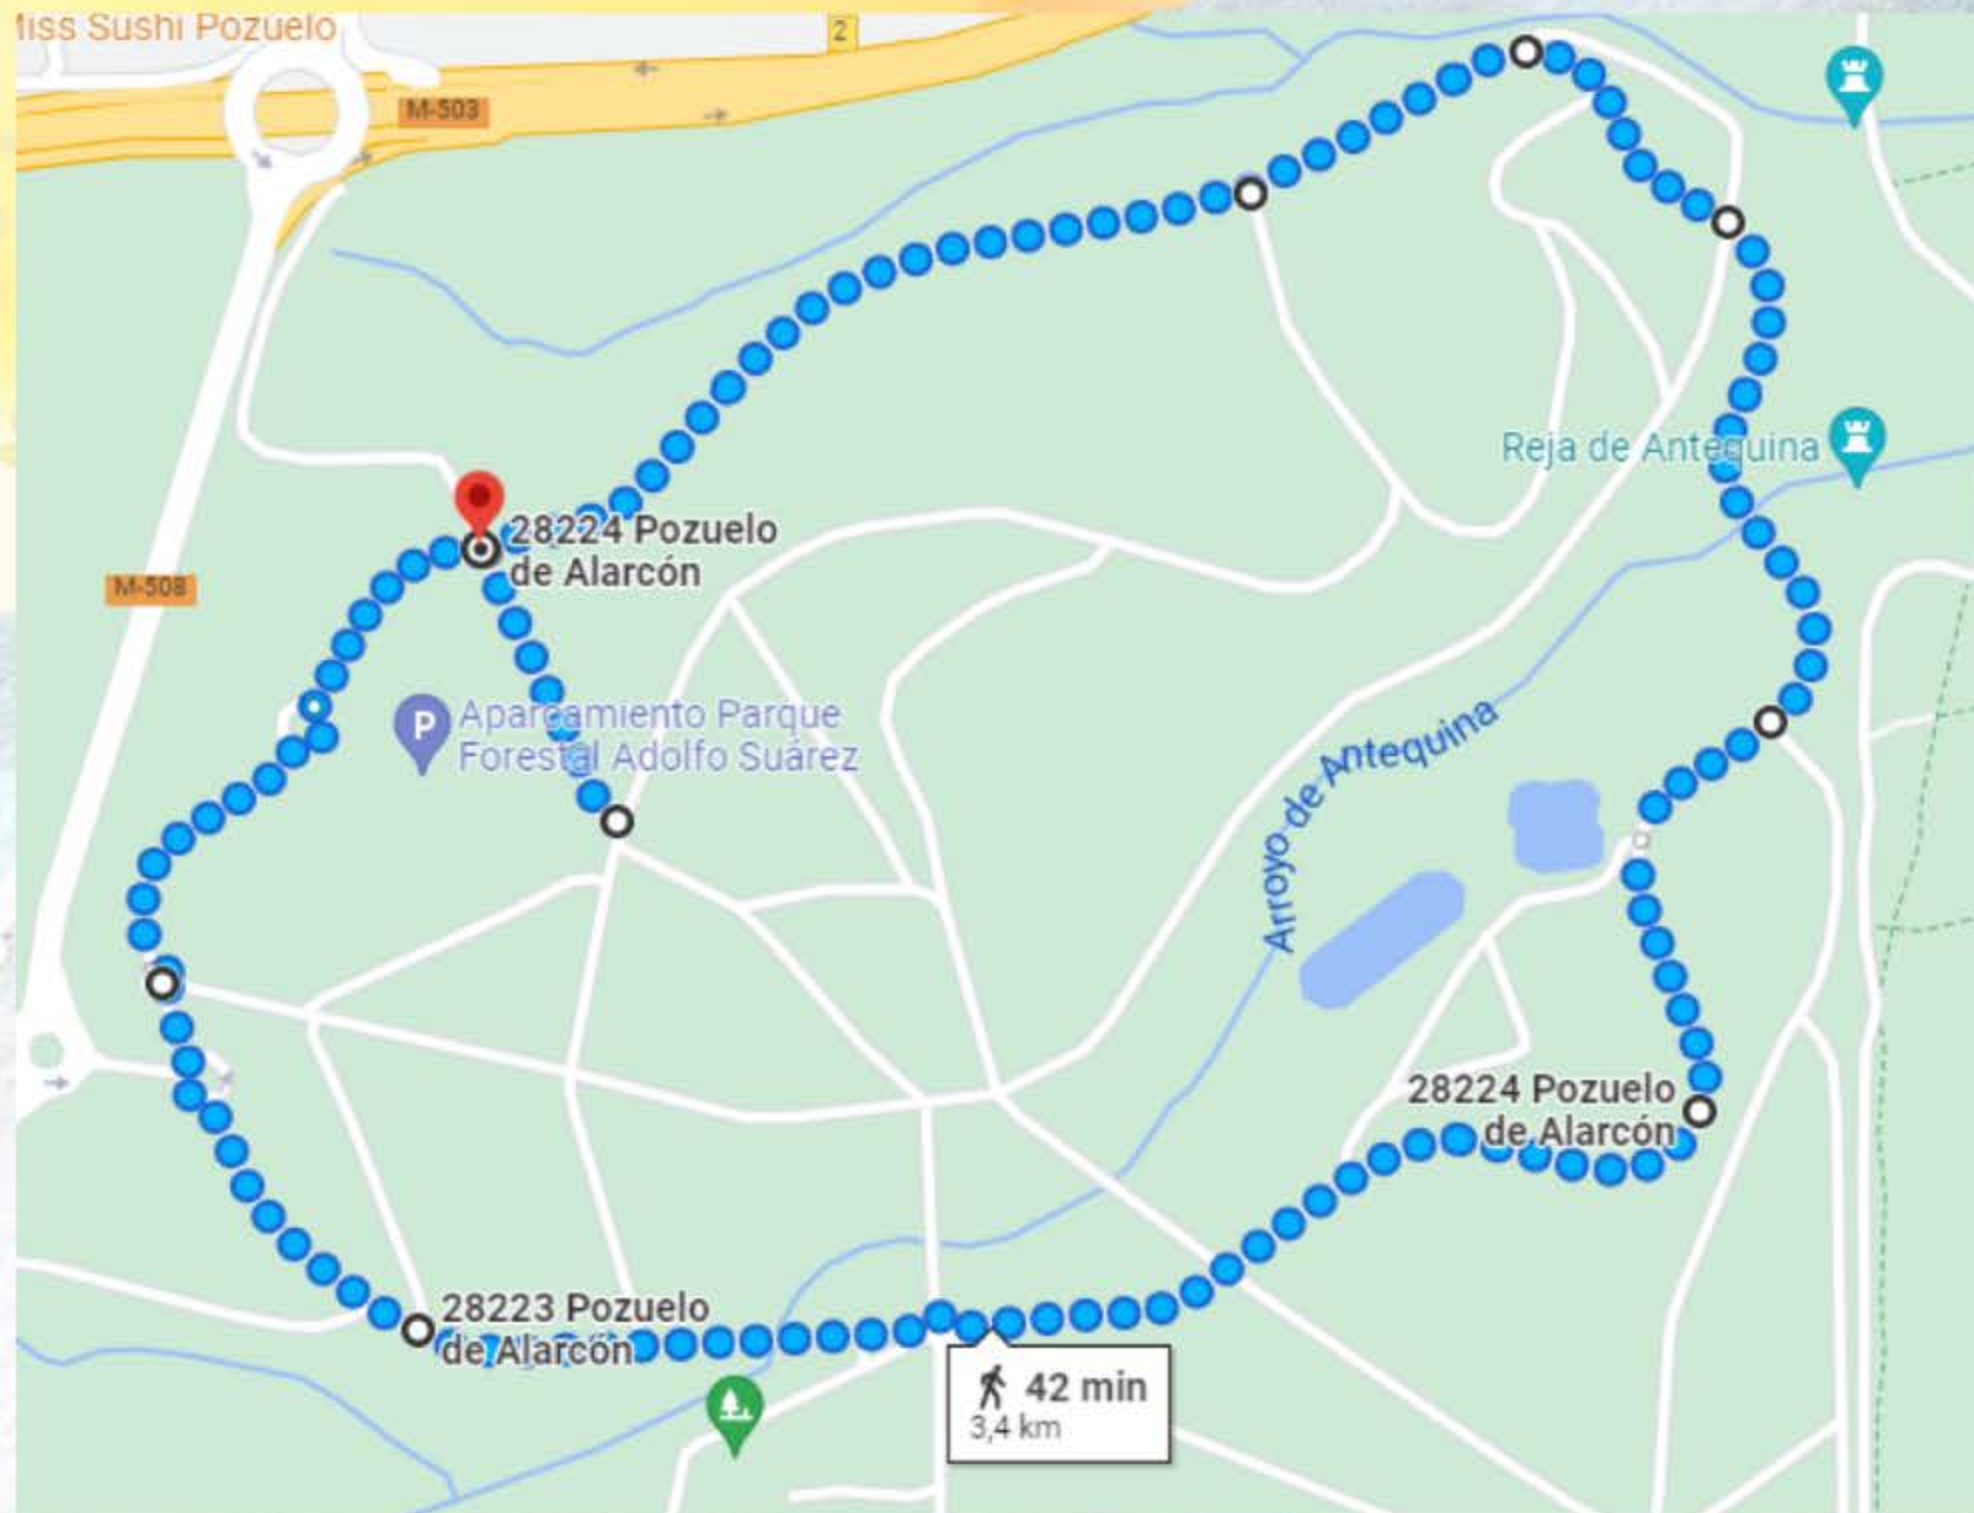 Miss Sushi Pozuelo
2
M-503
Reja de Antequina
28224 Pozuelo
de Alarcón
M-508
P
Aparcamiento Parque
Forestal Adolfo Suárez
Arroyo de Antequina
28224 Pozuelo
de Alarcón
28223 Pozuelo
de Alarcón
42 min
3,4 km